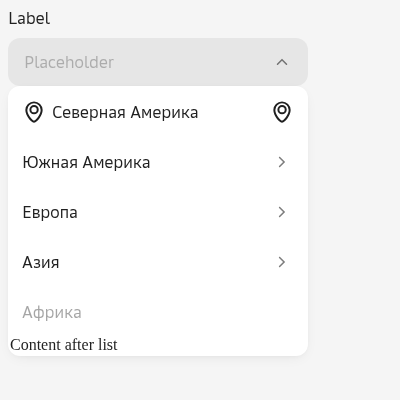 Label
Placeholder
Северная Америка
Южная Америка
Европа
Азия
Африка
Content after list